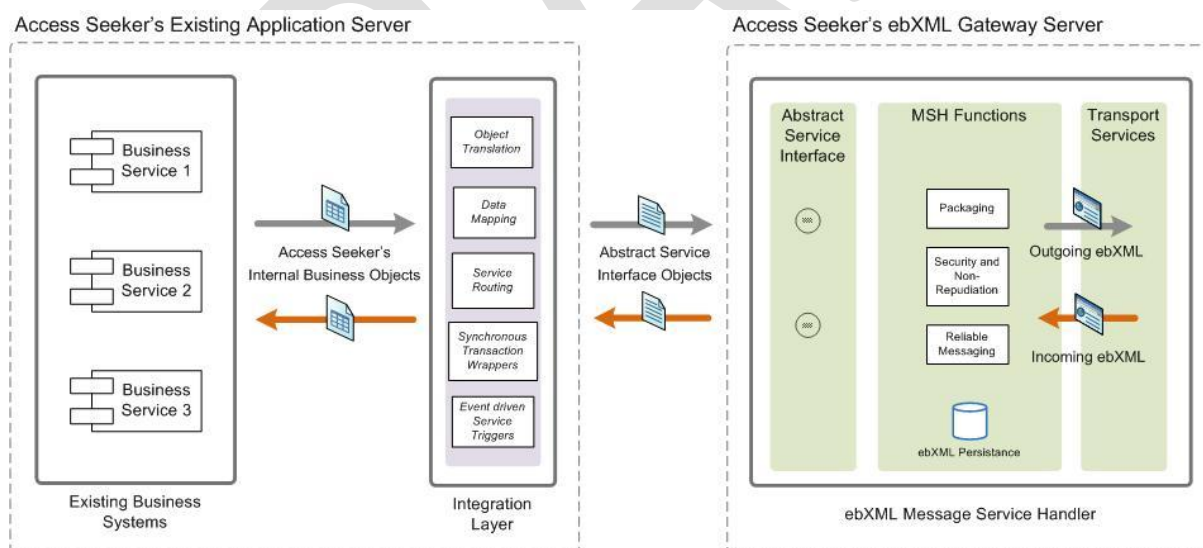 Access Seeker's Existing Application Server
Access Seeker's ebXML Gateway Server
Business
Service 1
Business
Service 2
Business
Service 3
Existing Business
Systems
Access Seeker's
Internal Business Objects
Object
Translation
Data
Mapping
Service
Routing
Synchronous
Transaction
Wrappers
Event driven
Service
Triggers
Integration
Layer
Abstract Service
Interface Objects
Abstract
Service
Interface
MSH Functions
Packaging
Security and
Non-
Repudiation
Reliable
Messaging
ebXML Persistance
Transport
Services
Outgoing ebXML
Incoming ebXML
ebXML Message Service Handler